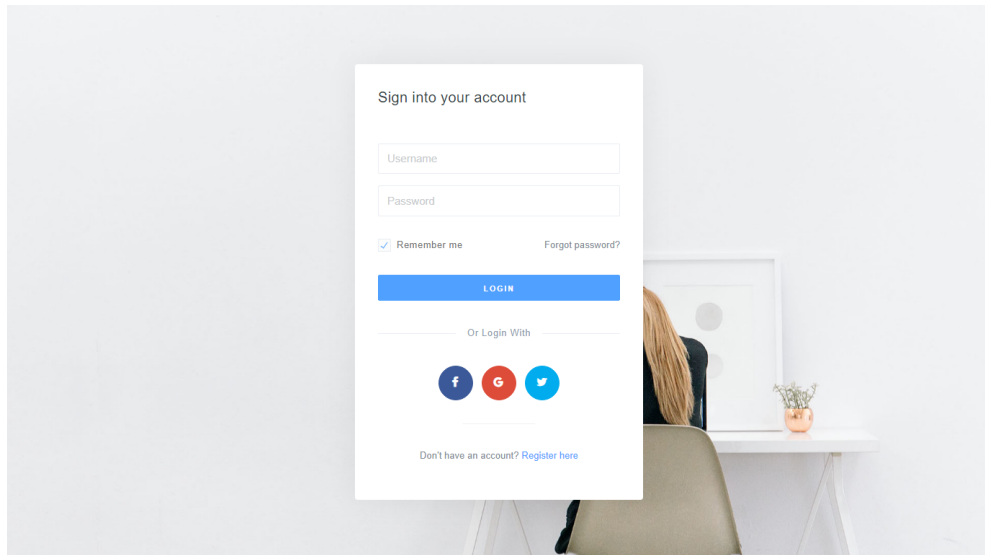 Sign into your account
Username
Password
Remember me Forgot password?
LOGIN
Or Login With
f G
Don't have an account? Register here